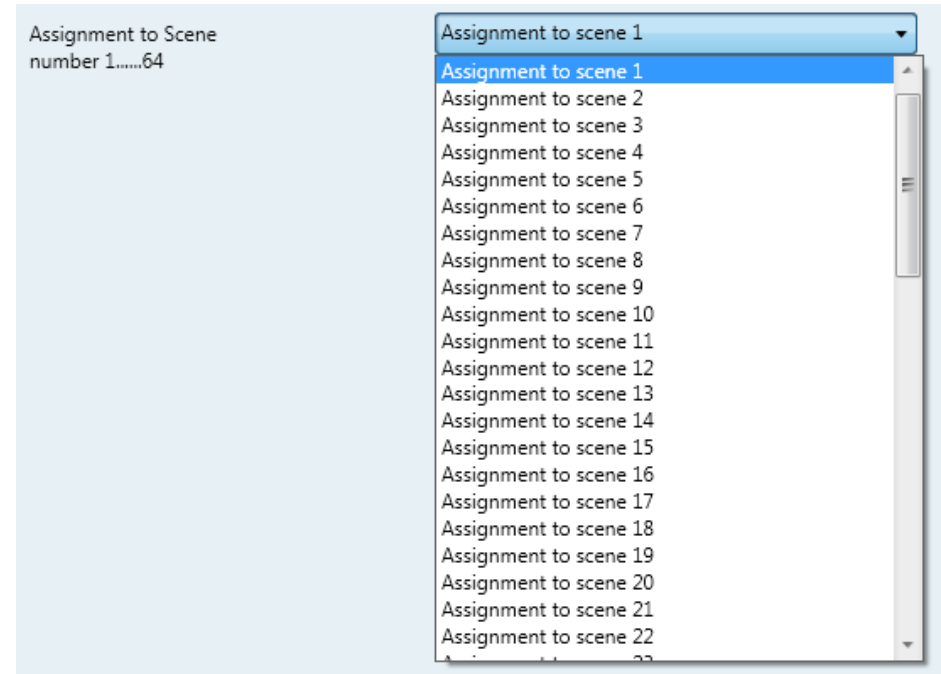 Assignment to Scene
number 1......64
Assignment to scene 1
Assignment to scene 1
Assignment to scene 2
Assignment to scene 3
Assignment to scene 4
Assignment to scene 5
Assignment to scene 6
Assignment to scene 7
Assignment to scene 8
Assignment to scene 9
Assignment to scene 10
Assignment to scene 11
Assignment to scene 12
Assignment to scene 13
Assignment to scene 14
Assignment to scene 15
Assignment to scene 16
Assignment to scene 17
Assignment to scene 18
Assignment to scene 19
Assignment to scene 20
Assignment to scene 21
Assignment to scene 22